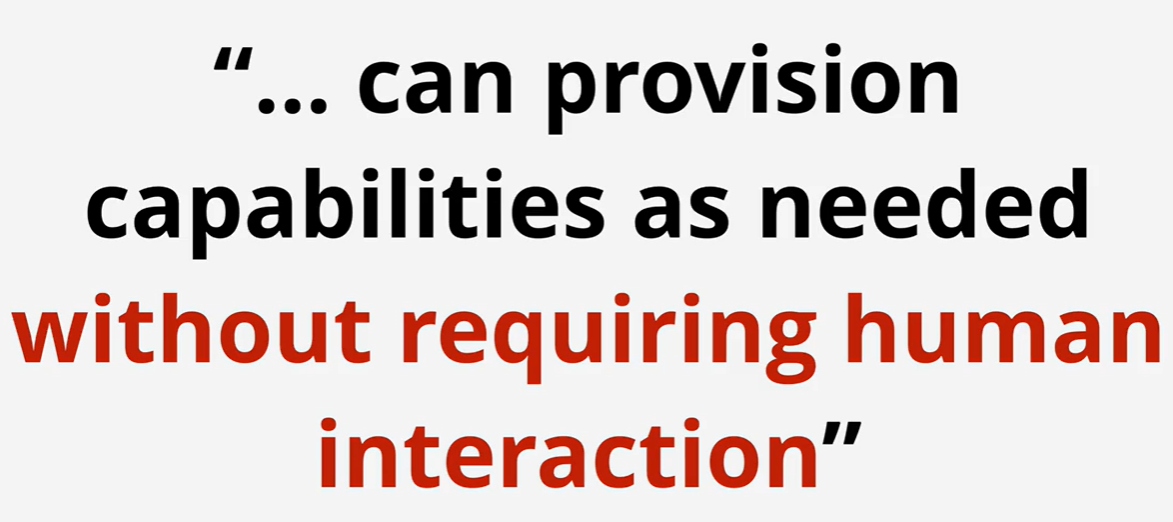 “... can provision
capabilities as needed
without requiring human
interaction”